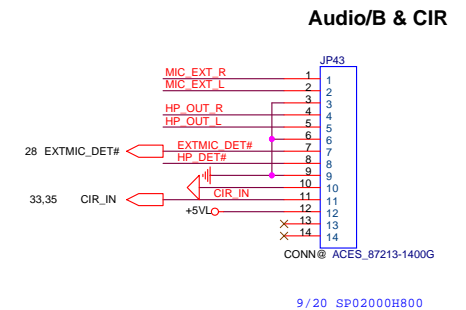 Audio/B & CIR
JP43
MIC_EXT_R 1 1
MIC_EXT_L 2 2
3 3
HP_OUT_R 4 4
HP_OUT_L 5 5
6 6
28 EXTMIC_DET# EXTMIC_DET# 7 7
HP_DET# 8 8
9 9
10 10
33,35 CIR_IN CIR_IN 11 11
+5VL 12 12
13 13
14 14
CONN@ ACES_87213-1400G
9/20 SP02000H800